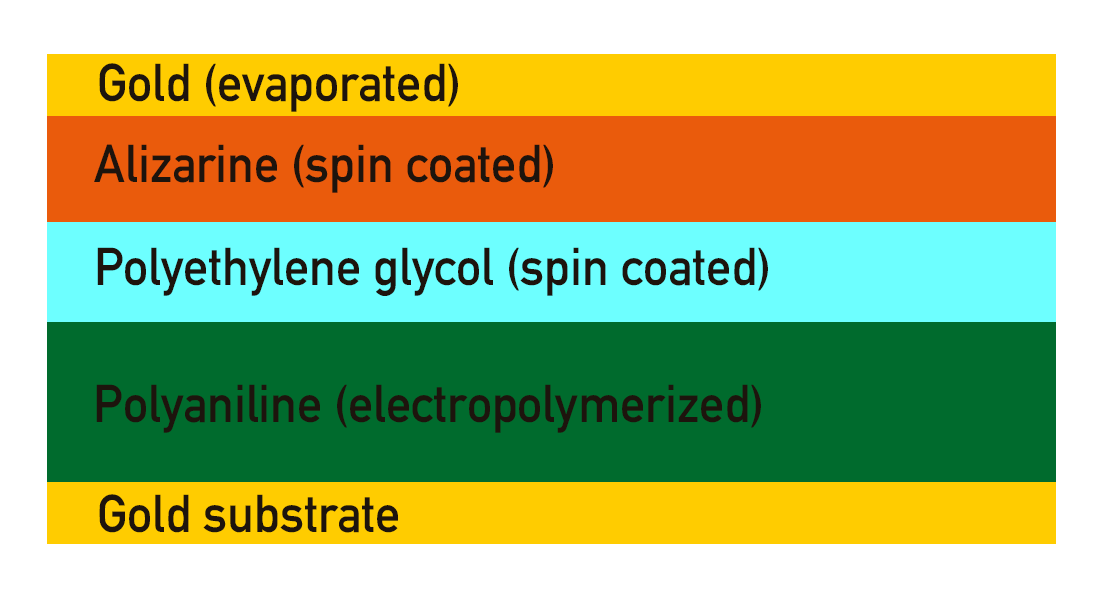 Gold (evaporated)
Alizarine (spin coated)
Polyethylene glycol (spin coated)
Polyaniline (electropolymerized)
Gold substrate